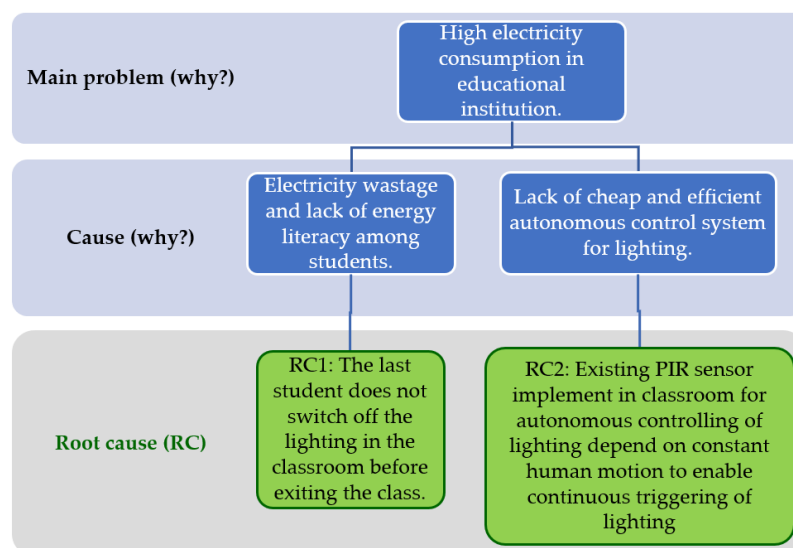 High electricity
consumption in
educational
institution.
Main problem (why?)
Electricity wastage
and lack of energy
literacy among
students.
Lack of cheap and efficient
autonomous control system
for lighting.
Cause (why?)
RC1: The last
student does not
switch off the
lighting in the
classroom before
exiting the class.
RC2: Existing PIR sensor
implement in classroom for
autonomous controlling of
lighting depend on constant
human motion to enable
continuous triggering of
lighting
Root cause (RC)